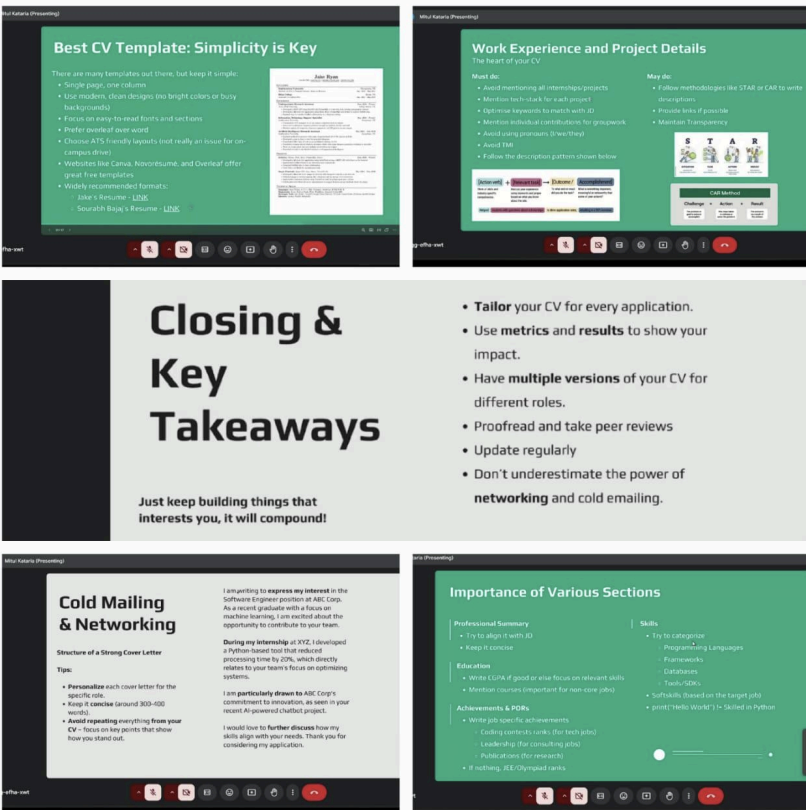 Mitul Kataria (Presenting)
Best CV Template: Simplicity is Key
There are many templates out there, but keep it simple:
• Single page, one column
• Use modern, clean designs (no bright colors or busy
backgrounds)
• Focus on easy-to-read fonts and sections
• Prefer overleaf over word
• Choose ATS friendly layouts (not really an issue for on-
campus drive)
• Websites like Canva, Novoresume, and Overleaf offer
great free templates
• Widely recommended formats:
◦ Jake's Resume - LINK
◦ Sourabh Bajaj's Resume - LINK
Jake Ryan
Mitul Kataria (Presenting)
Work Experience and Project Details
The heart of your CV
Must do:
• Avoid mentioning all internships/projects
• Mention tech-stack for each project
• Optimise keywords to match with JD
• Mention individual contributions for groupwork
• Avoid using pronouns (I/we/they)
• Avoid TMI
• Follow the description pattern shown below
May do:
• Follow methodologies like STAR or CAR to write
descriptions
• Provide links if possible
• Maintain Transparency
S T A R
CAR Method
Challenge + Action + Result
Closing &
Key
Takeaways
Just keep building things that
interests you, it will compound!
• Tailor your CV for every application.
• Use metrics and results to show your
impact.
• Have multiple versions of your CV for
different roles.
• Proofread and take peer reviews
• Update regularly
• Don't underestimate the power of
networking and cold emailing.
Mitul Kataria (Presenting)
Cold Mailing
& Networking
Structure of a Strong Cover Letter
Tips:
• Personalize each cover letter for the
specific role.
• Keep it concise (around 300-400
words).
• Avoid repeating everything from your
CV – focus on key points that show
how you stand out.
I am writing to express my interest in the
Software Engineer position at ABC Corp.
As a recent graduate with a focus on
machine learning, I am excited about the
opportunity to contribute to your team.
During my internship at XYZ, I developed
a Python-based tool that reduced
processing time by 20%, which directly
relates to your team's focus on optimizing
systems.
I am particularly drawn to ABC Corp's
commitment to innovation, as seen in your
recent AI-powered chatbot project.
I would love to further discuss how my
skills align with your needs. Thank you for
considering my application.
Importance of Various Sections
Professional Summary
• Try to align it with JD
• Keep it concise
Education
• Write CGPA if good or else focus on relevant skills
• Mention courses (important for non-core jobs)
Achievements & PORs
• Write job specific achievements
◦ Coding contests ranks (for tech jobs)
◦ Leadership (for consulting jobs)
◦ Publications (for research)
• If nothing, JEE/Olympiad ranks
Skills
• Try to categorize
◦ Programming Languages
◦ Frameworks
◦ Databases
◦ Tools/SDKs
• Softskills (based on the target job)
• print("Hello World") != Skilled in Python